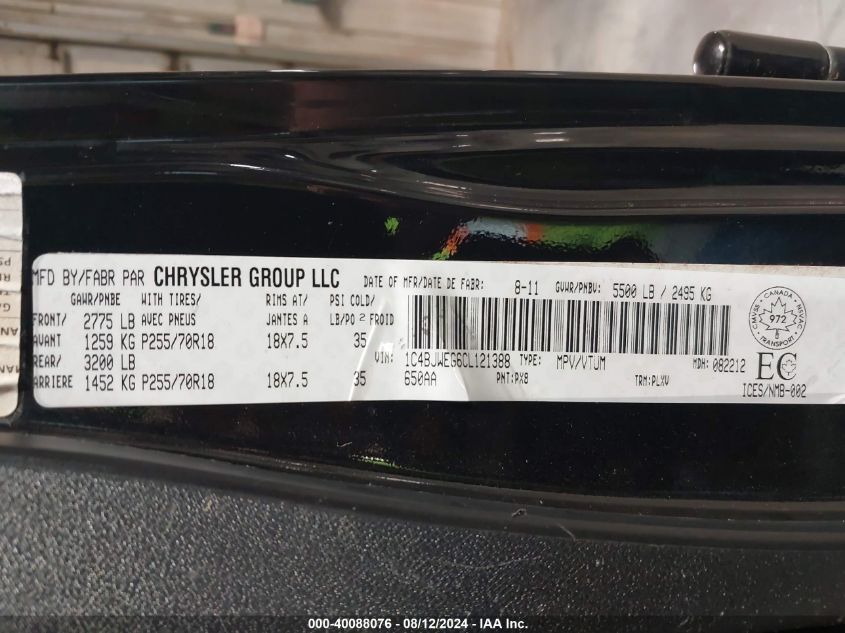 MFD BY/FABR PAR CHRYSLER GROUP LLC DATE OF MFR/DATE DE FABR: 8-11 GVWR/PNBV: 5500 LB / 2495 KG
GAWR/PNBE WITH TIRES/ RIMS AT/ PSI COLD/
FRONT/ 2775 LB AVEC PNEUS JANTES A LB/PO 2 FROID
AVANT 1259 KG P255/70R18 18X7.5 35
REAR/ 3200 LB
ARRIERE 1452 KG P255/70R18 18X7.5 35
VIN: 1C4BJWEG6CL121388 TYPE: MPV/VTUM MDH: 082212
650AA PNT: PX8 TRM: PLXV
CMVSS CANADA NSVAC
972
TRANSPORT
EC
ICES/NMB-002
000-40088076 - 08/12/2024 - IAA Inc.